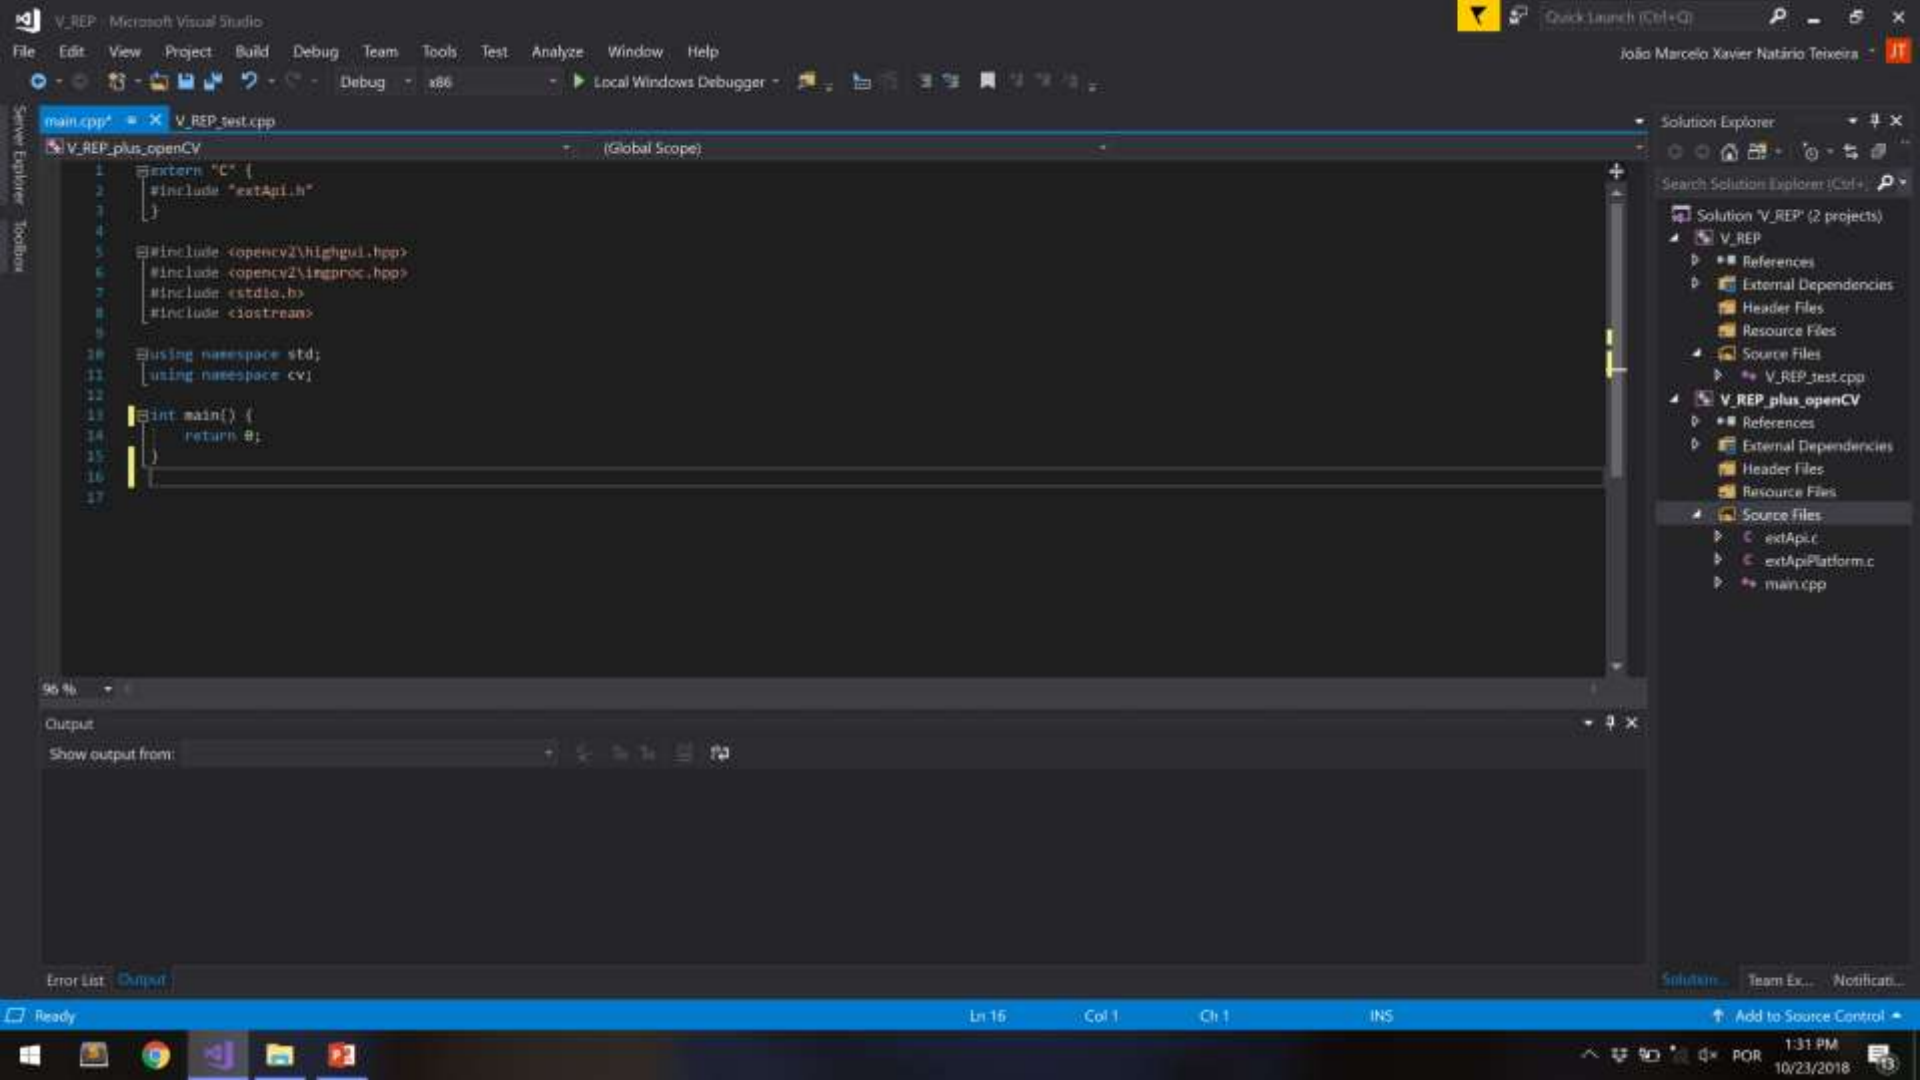 V_REP - Microsoft Visual Studio
Quick Launch (Ctrl+Q)
File Edit View Project Build Debug Team Tools Test Analyze Window Help
João Marcelo Xavier Natário Teixeira
JT
Debug x86 Local Windows Debugger
Server Explorer
Toolbox
main.cpp* V_REP_test.cpp
V_REP_plus_openCV (Global Scope)
1 extern "C" {
2 #include "extApi.h"
3 }
4
5 #include <opencv2\highgui.hpp>
6 #include <opencv2\imgproc.hpp>
7 #include <stdio.h>
8 #include <iostream>
9
10 using namespace std;
11 using namespace cv;
12
13 int main() {
14 return 0;
15 }
16
17
96 %
Output
Show output from:
Error List Output
Solution Explorer
Search Solution Explorer (Ctrl+
Solution 'V_REP' (2 projects)
V_REP
References
External Dependencies
Header Files
Resource Files
Source Files
V_REP_test.cpp
V_REP_plus_openCV
References
External Dependencies
Header Files
Resource Files
Source Files
extApi.c
extApiPlatform.c
main.cpp
Solution... Team Ex... Notificati...
Ready Ln 16 Col 1 Ch 1 INS Add to Source Control
POR
1:31 PM
10/23/2018
13